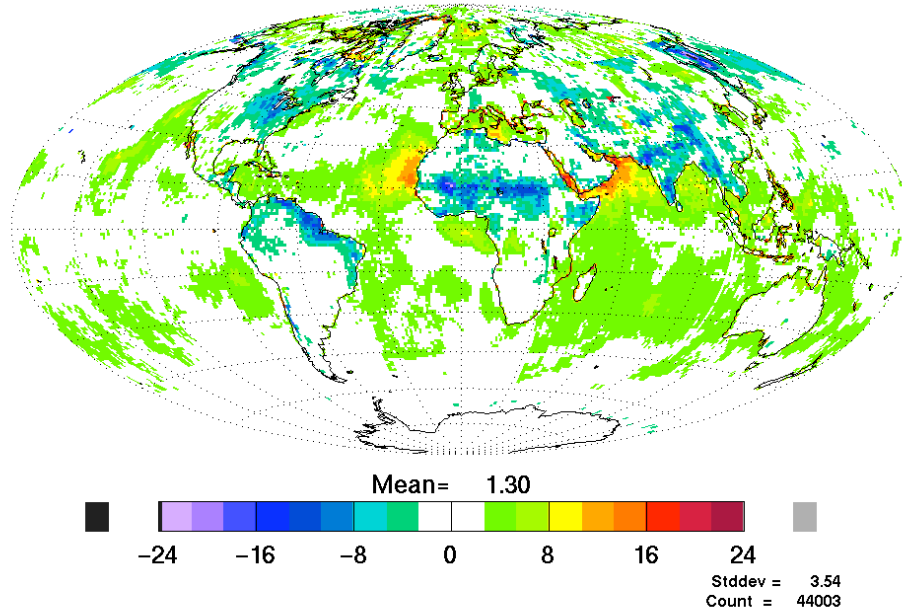 Mean= 1.30
−24 −16 −8 0 8 16 24
Stddev = 3.54
Count = 44003